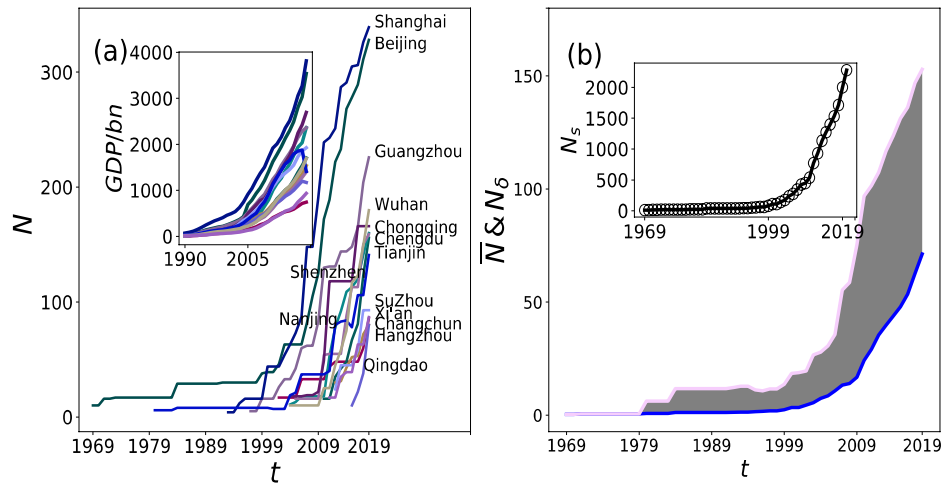 (a)
N
300
200
100
0
1969
1979
1989
1999
2009
2019
t
Shanghai
Beijing
Guangzhou
Wuhan
Chongqing
Chengdu
Tianjin
Shenzhen
SuZhou
Xi'an
Nanjing
Changchun
Hangzhou
Qingdao
GDP/bn
4000
3000
2000
1000
0
1990
2005
(b)
N̅ & N_δ
150
100
50
0
1969
1979
1989
1999
2009
2019
t
N_s
2000
1500
1000
500
0
1969
1999
2019